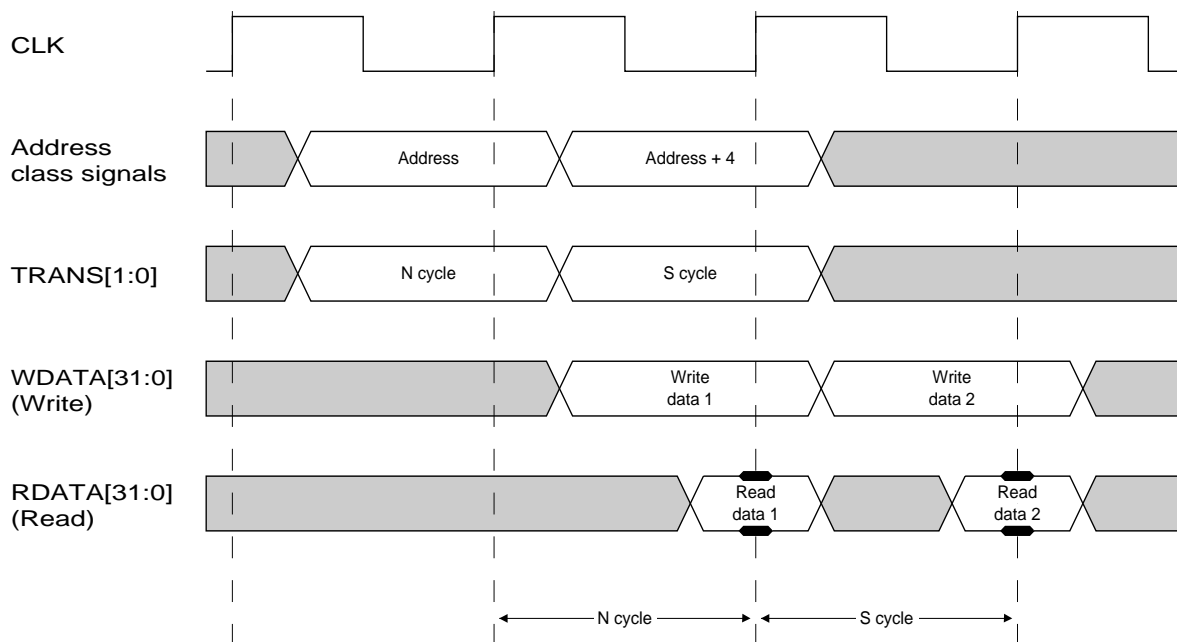 CLK
Address
class signals
Address
Address + 4
TRANS[1:0]
N cycle
S cycle
WDATA[31:0]
(Write)
Write
data 1
Write
data 2
RDATA[31:0]
(Read)
Read
data 1
Read
data 2
N cycle
S cycle